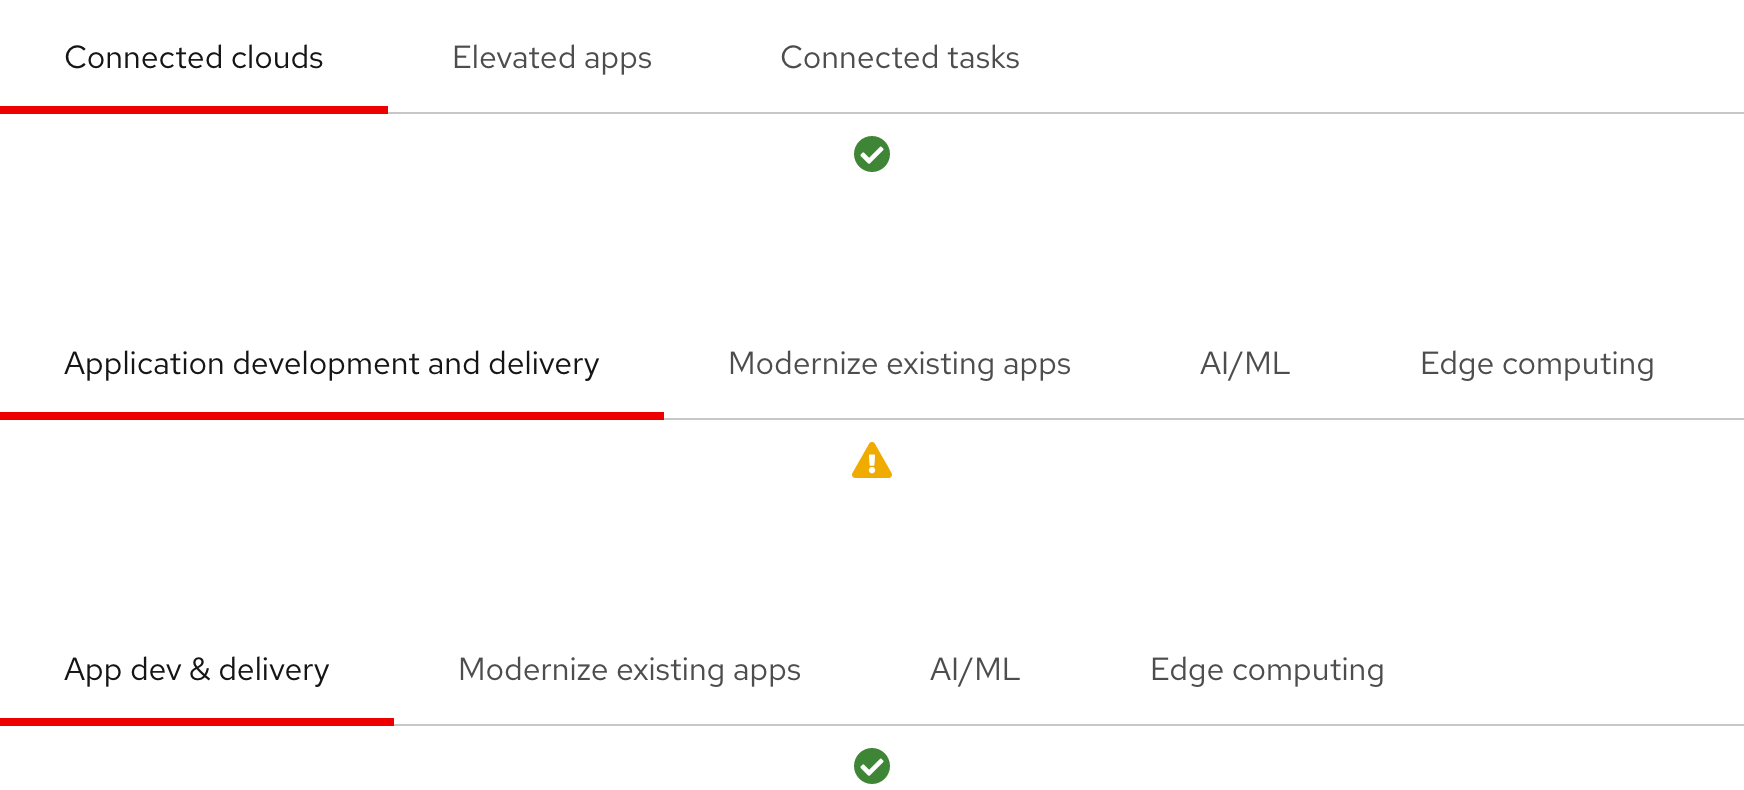 Connected clouds Elevated apps Connected tasks
Application development and delivery Modernize existing apps AI/ML Edge computing
App dev & delivery Modernize existing apps AI/ML Edge computing